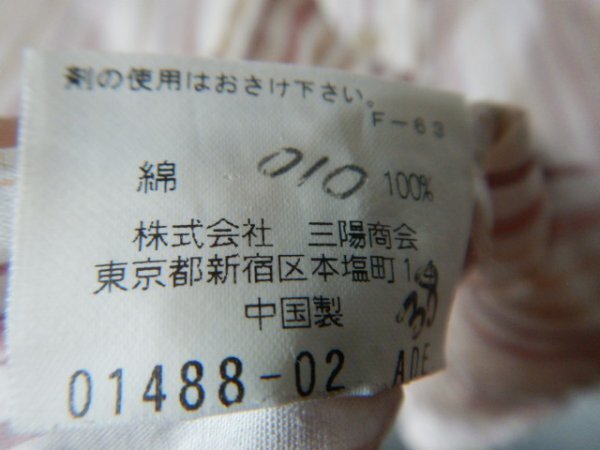 剤の使用はおさけ下さい。
F-63
綿 010 100%
株式会社 三陽商会
東京都新宿区本塩町1
中国製
01488-02 ADE